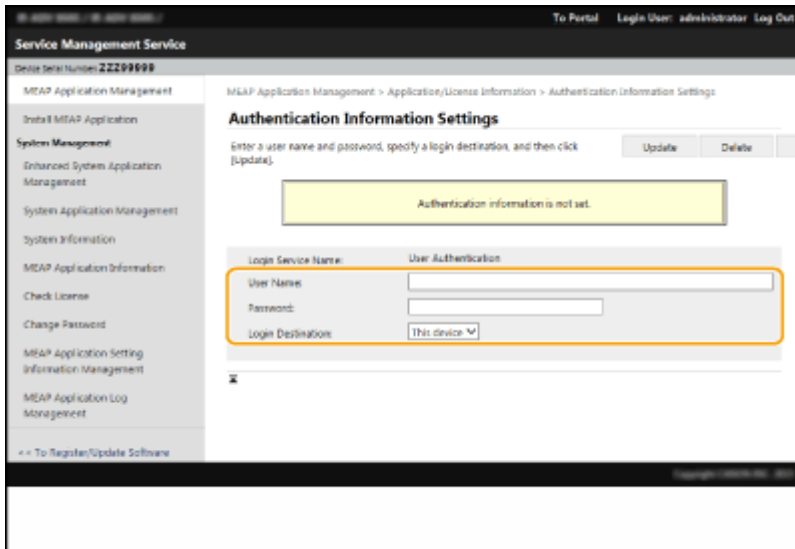 To Portal Login User: administrator Log Out
Service Management Service
Device Serial Number: ZZZ99999
MEAP Application Management
MEAP Application Management > Application/License Information > Authentication Information Settings
Install MEAP Application
Authentication Information Settings
System Management
Enter a user name and password, specify a login destination, and then click
[Update].
Update Delete
Enhanced System Application
Management
Authentication information is not set.
System Application Management
System Information
Login Service Name: User Authentication
MEAP Application Information
User Name:
Check License
Password:
Change Password
Login Destination: This device
MEAP Application Setting
Information Management
MEAP Application Log
Management
<< To Register/Update Software
Copyright CANON INC.